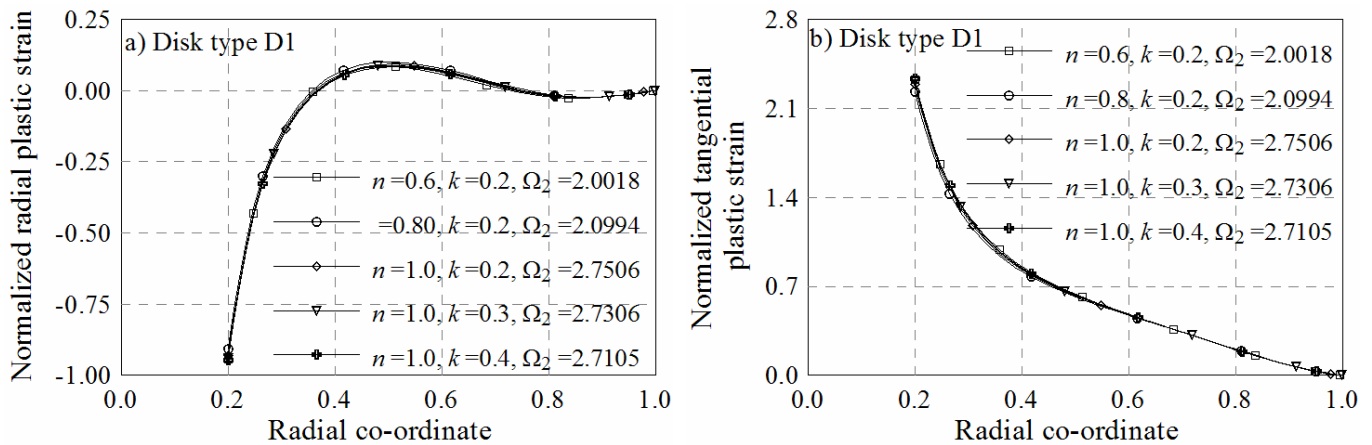 a) Disk type D1
Normalized radial plastic strain
0.25
0.00
-0.25
-0.50
-0.75
-1.00
n=0.6, k=0.2, Ω2=2.0018
=0.80, k=0.2, Ω2=2.0994
n=1.0, k=0.2, Ω2=2.7506
n=1.0, k=0.3, Ω2=2.7306
n=1.0, k=0.4, Ω2=2.7105
0.0 0.2 0.4 0.6 0.8 1.0
Radial co-ordinate
b) Disk type D1
Normalized tangential
plastic strain
2.8
2.1
1.4
0.7
0.0
n=0.6, k=0.2, Ω2=2.0018
n=0.8, k=0.2, Ω2=2.0994
n=1.0, k=0.2, Ω2=2.7506
n=1.0, k=0.3, Ω2=2.7306
n=1.0, k=0.4, Ω2=2.7105
0.0 0.2 0.4 0.6 0.8 1.0
Radial co-ordinate